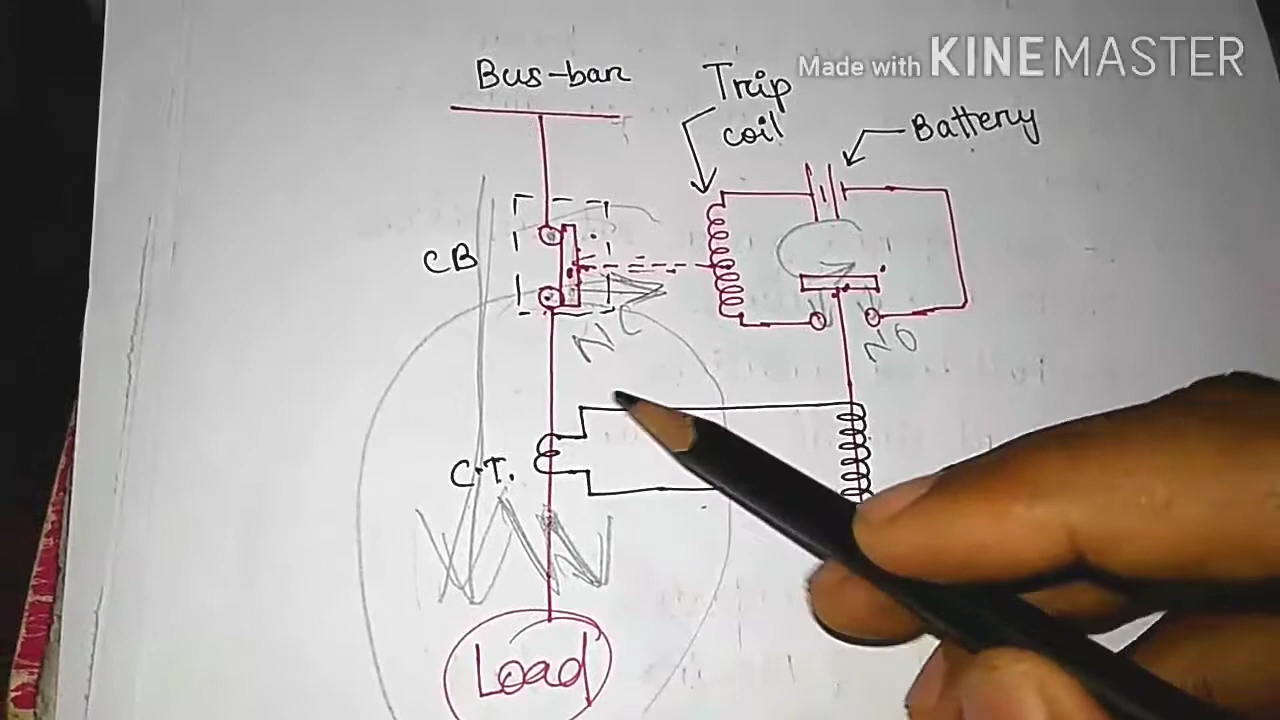 Made with KINEMASTER
Bus-bar
Trip
coil
Battery
CB
NC
NO
C.T.
Load